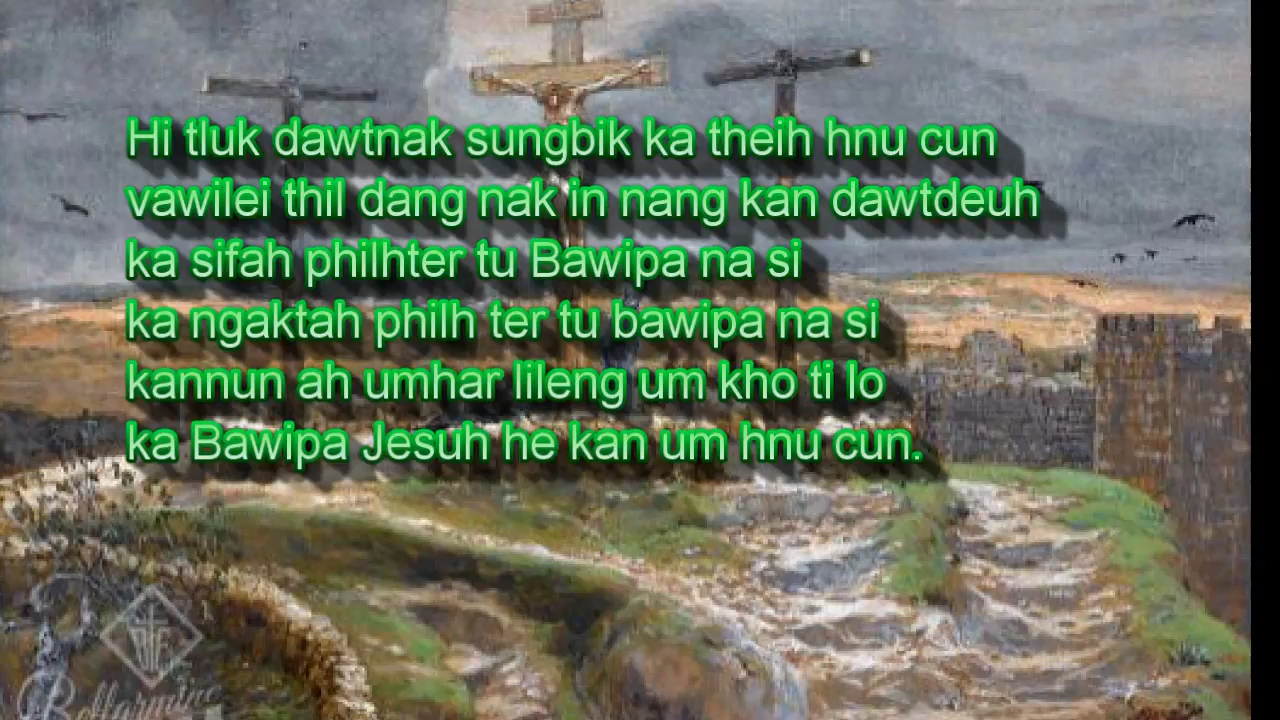 Hi tluk dawtnak sungbik ka theih hnu cun
vawilei thil dang nak in nang kan dawtdeuh
ka sifah philhter tu Bawipa na si
ka ngaktah philh ter tu bawipa na si
kannun ah umhar lileng um kho ti lo
ka Bawipa Jesuh he kan um hnu cun.
Bellarmine